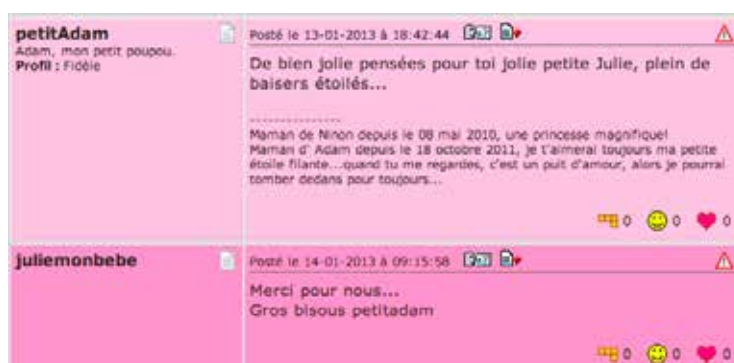 petitAdam
Adam, mon petit poupou.
Profil : Fidèle
Posté le 13-01-2013 à 18:42:44
De bien jolie pensées pour toi jolie petite Julie, plein de
baisers étoilés...
---------------
Maman de Ninon depuis le 08 mai 2010, une princesse magnifique!
Maman d' Adam depuis le 18 octobre 2011, je t'aimerai toujours ma petite
étoile filante...quand tu me regardes, c'est un puit d'amour, alors je pourrai
tomber dedans pour toujours...
0 0 0
juliemonbebe
Posté le 14-01-2013 à 09:15:58
Merci pour nous...
Gros bisous petitadam
0 0 0